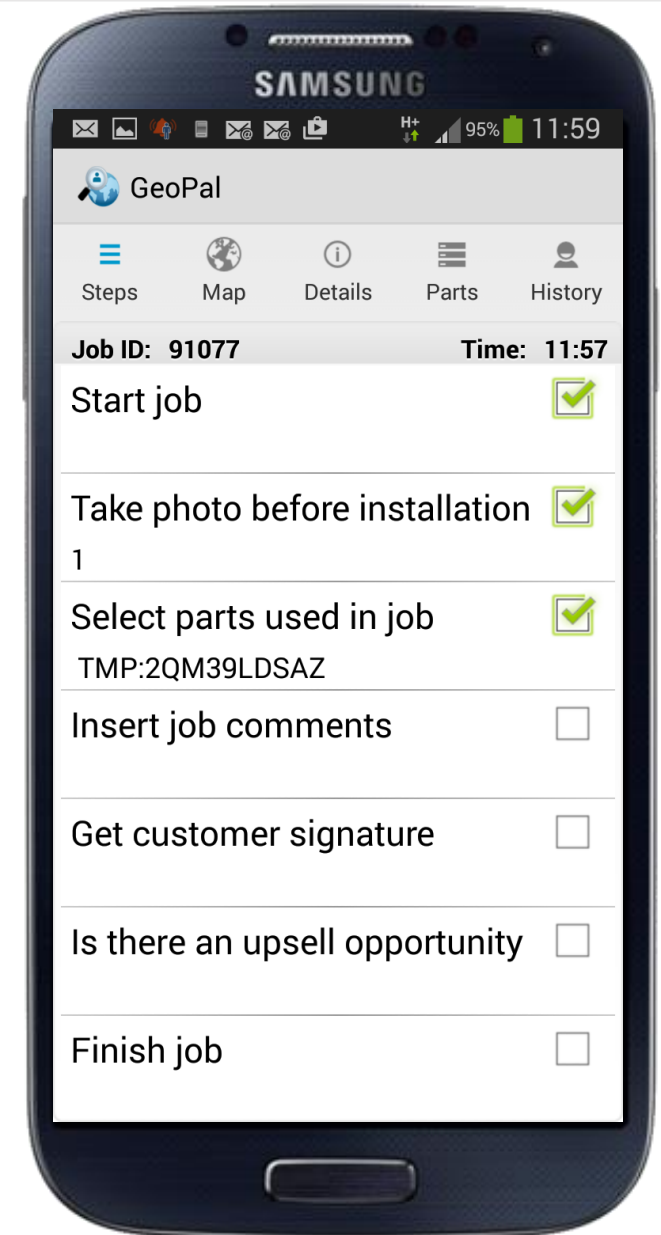 SAMSUNG
H+ 95% 11:59
GeoPal
Steps Map Details Parts History
Job ID: 91077 Time: 11:57
Start job
Take photo before installation
1
Select parts used in job
TMP:2QM39LDSAZ
Insert job comments
Get customer signature
Is there an upsell opportunity
Finish job